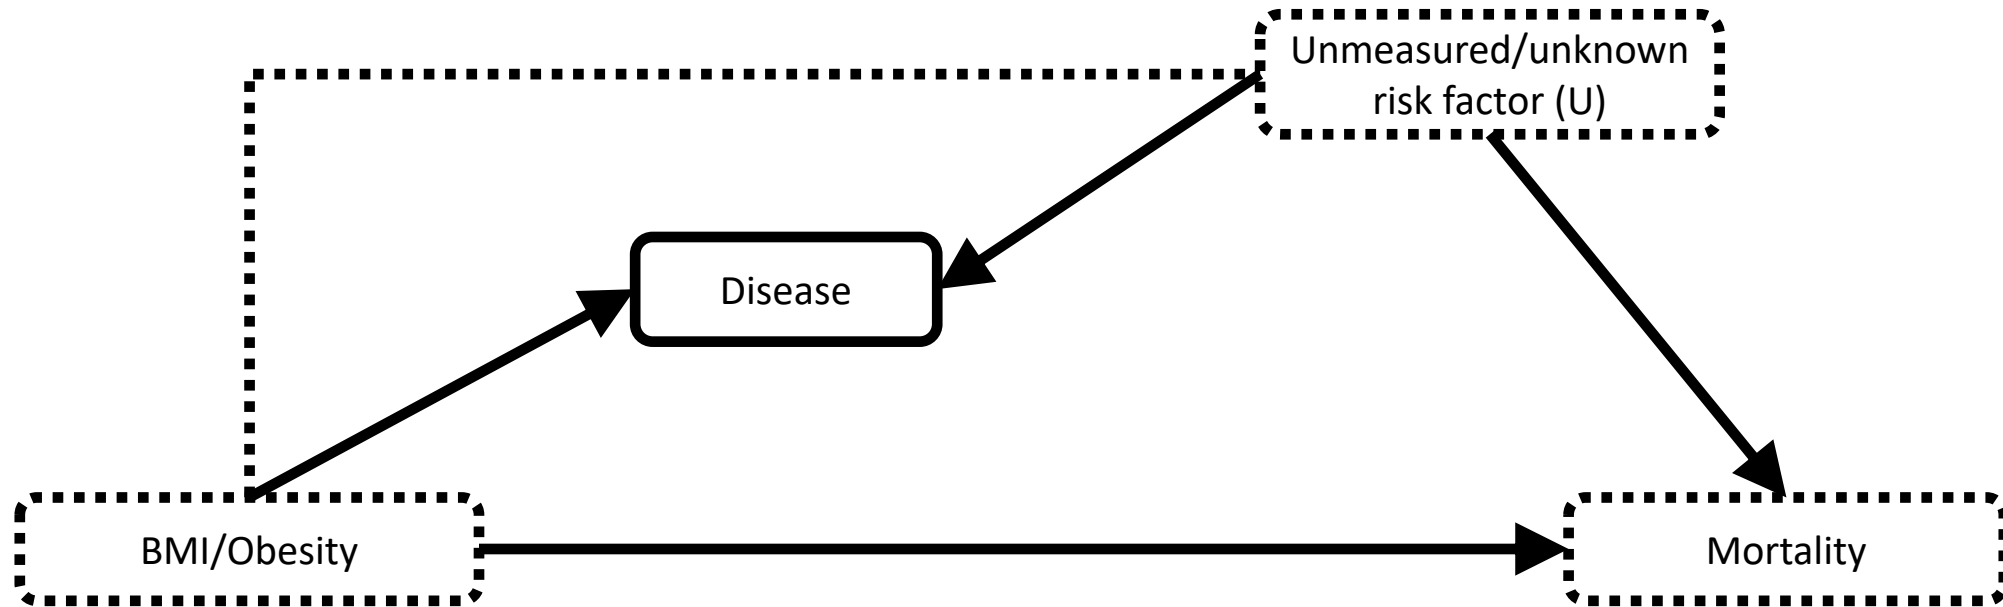 Unmeasured/unknown
risk factor (U)
Disease
BMI/Obesity
Mortality